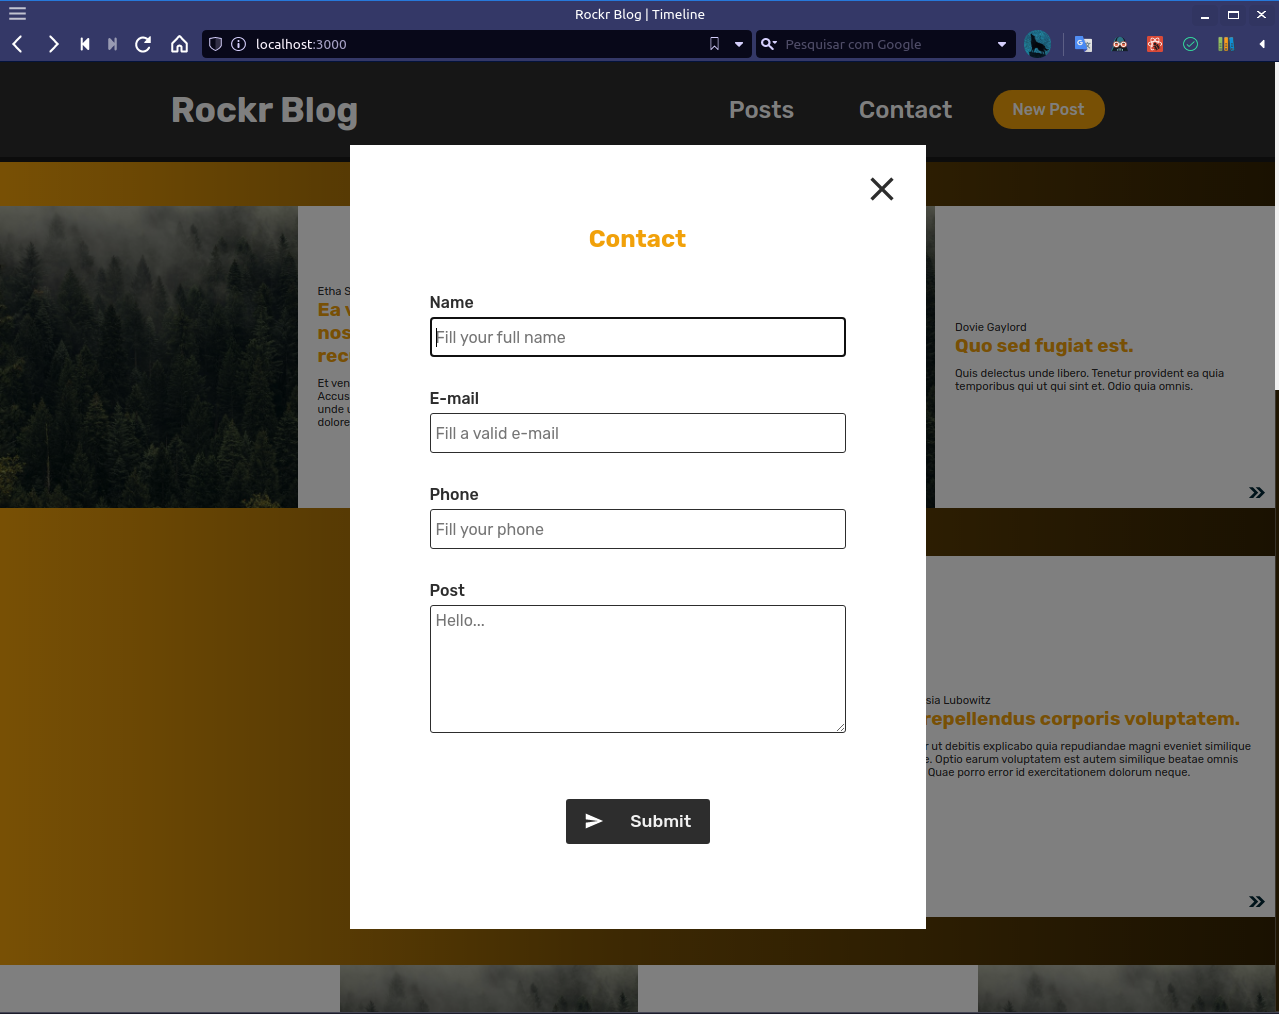 Rockr Blog | Timeline
localhost:3000
Pesquisar com Google
Rockr Blog
Posts
Contact
New Post
Contact
Name
Fill your full name
E-mail
Fill a valid e-mail
Phone
Fill your phone
Post
Hello...
Submit
Etha S
Ea v
nos
rec
Et ven
Accus
unde u
dolore
Dovie Gaylord
Quo sed fugiat est.
Quis delectus unde libero. Tenetur provident ea quia
temporibus qui ut qui sint et. Odio quia omnis.
sia Lubowitz
repellendus corporis voluptatem.
r ut debitis explicabo quia repudiandae magni eveniet similique
e. Optio earum voluptatem est autem similique beatae omnis
Quae porro error id exercitationem dolorum neque.